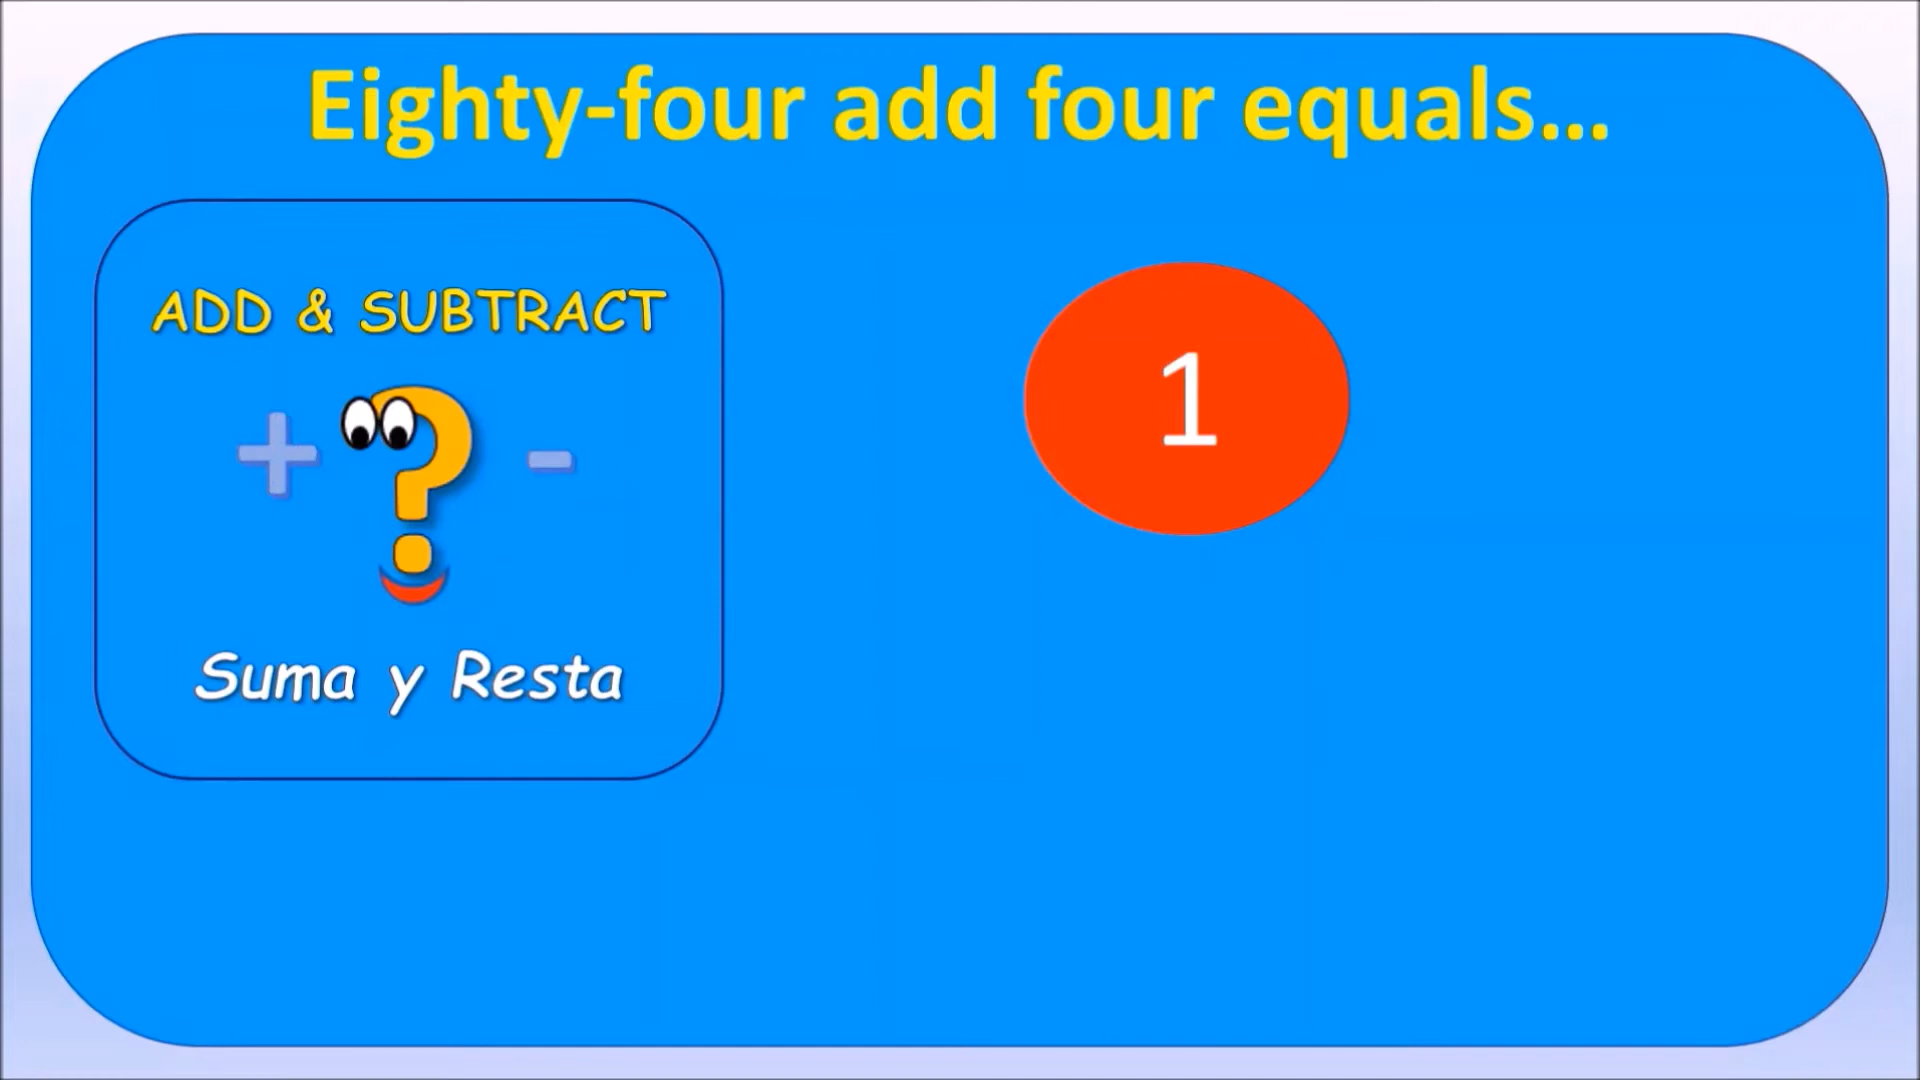 Eighty-four add four equals...
ADD & SUBTRACT
+ ? -
Suma y Resta
1